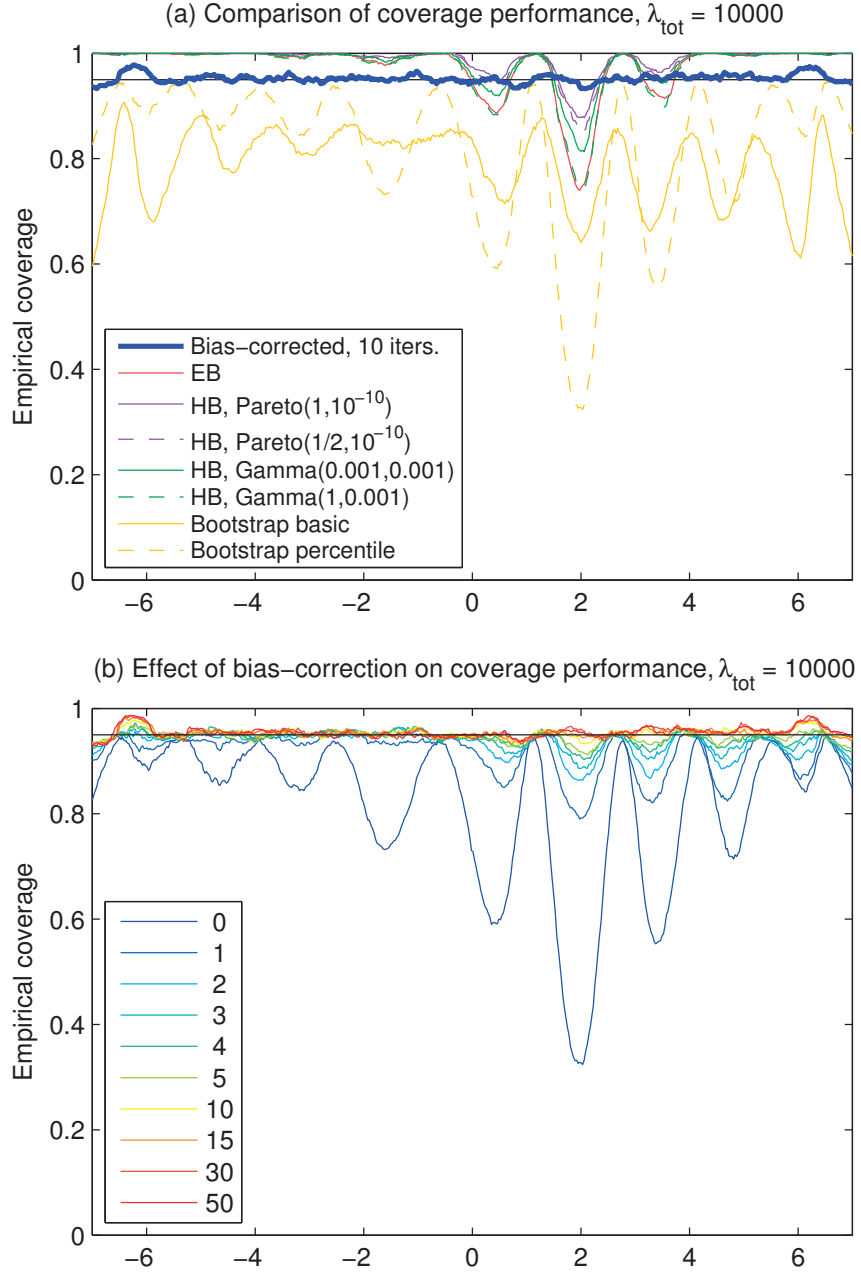 (a) Comparison of coverage performance, λtot = 10000
1
0.8
0.6
0.4
0.2
0
Empirical coverage
Bias−corrected, 10 iters.
EB
HB, Pareto(1,10−10)
HB, Pareto(1/2,10−10)
HB, Gamma(0.001,0.001)
HB, Gamma(1,0.001)
Bootstrap basic
Bootstrap percentile
−6 −4 −2 0 2 4 6
(b) Effect of bias−correction on coverage performance, λtot = 10000
1
0.8
0.6
0.4
0.2
0
Empirical coverage
0
1
2
3
4
5
10
15
30
50
−6 −4 −2 0 2 4 6